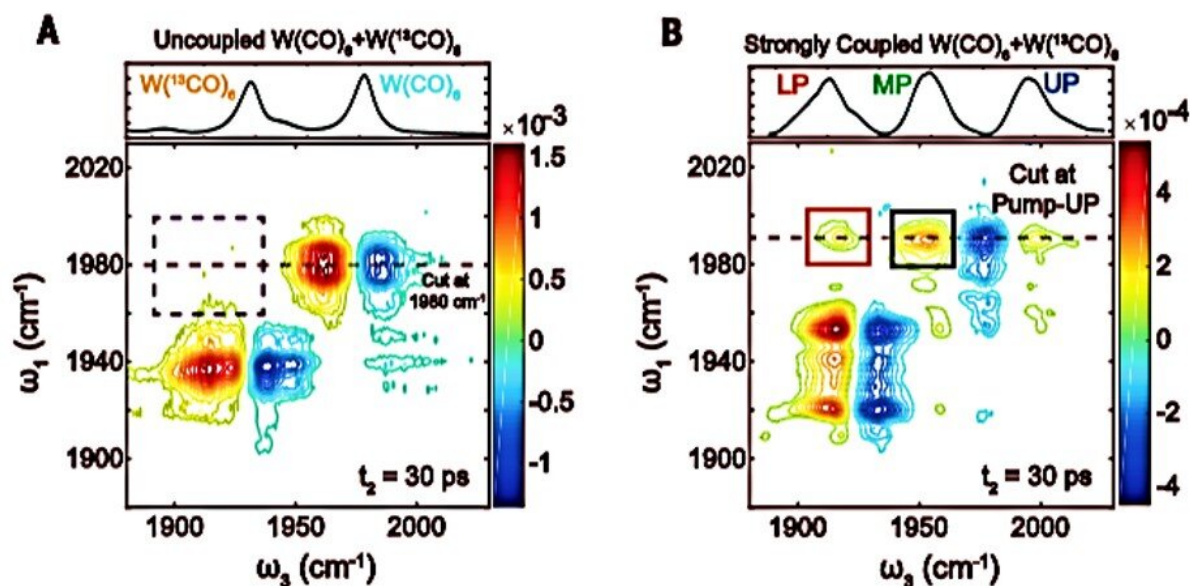 A
Uncoupled W(CO)₆+W(¹³CO)₆
W(¹³CO)₆
W(CO)₆
×10⁻³
2020
1980
1940
1900
ω₁ (cm⁻¹)
Cut at
1980 cm⁻¹
t₂ = 30 ps
1.5
1
0.5
0
-0.5
-1
1900
1950
2000
ω₃ (cm⁻¹)
B
Strongly Coupled W(CO)₆+W(¹³CO)₆
LP
MP
UP
×10⁻⁴
2020
1980
1940
1900
ω₁ (cm⁻¹)
Cut at
Pump-UP
t₂ = 30 ps
4
2
0
-2
-4
1900
1950
2000
ω₃ (cm⁻¹)